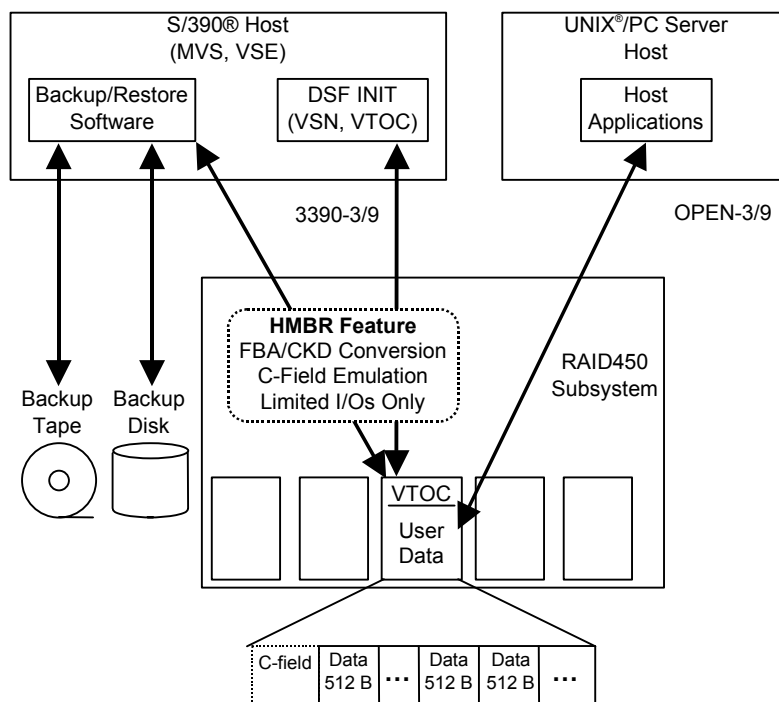 S/390® Host
(MVS, VSE)
Backup/Restore
Software
DSF INIT
(VSN, VTOC)
UNIX®/PC Server
Host
Host
Applications
3390-3/9
OPEN-3/9
HMBR Feature
FBA/CKD Conversion
C-Field Emulation
Limited I/Os Only
RAID450
Subsystem
Backup
Tape
Backup
Disk
VTOC
User
Data
C-field
Data
512 B
...
Data
512 B
Data
512 B
...